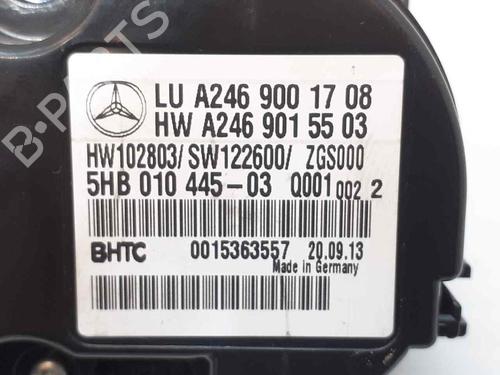 LU A246 900 17 08
HW A246 901 55 03
HW102803/ SW122600/ ZGS000
5HB 010 445-03 Q001 002 2
BHTC 0015363557 20.09.13
Made in Germany
B-PARTS